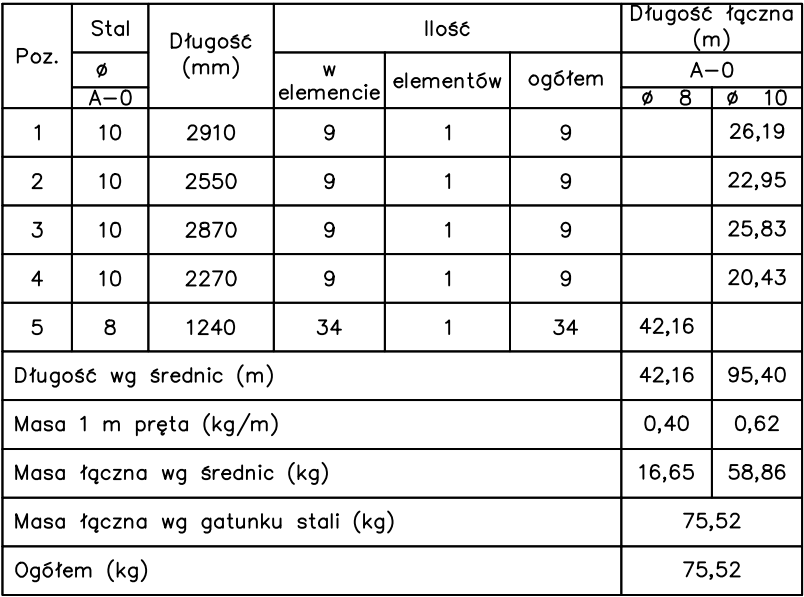 Poz. Stal Długość (mm) Ilość Długość łączna (m)
ø w elemencie elementów ogółem A-0
A-0 ø 8 ø 10
1 10 2910 9 1 9 26,19
2 10 2550 9 1 9 22,95
3 10 2870 9 1 9 25,83
4 10 2270 9 1 9 20,43
5 8 1240 34 1 34 42,16
Długość wg średnic (m) 42,16 95,40
Masa 1 m pręta (kg/m) 0,40 0,62
Masa łączna wg średnic (kg) 16,65 58,86
Masa łączna wg gatunku stali (kg) 75,52
Ogółem (kg) 75,52